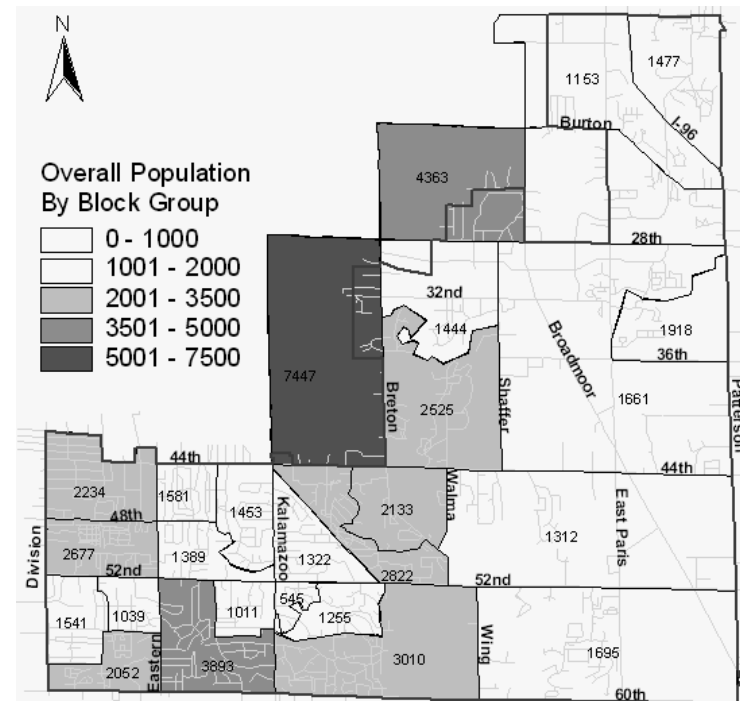 N
1477
1153
I-96
Burton
Overall Population
By Block Group
0 - 1000
1001 - 2000
2001 - 3500
3501 - 5000
5001 - 7500
4363
28th
32nd
1444
1918
36th
Broadmoor
7447
Breton
2525
Shaffer
1661
Patterson
44th
44th
2234
1581
1453
Kalamazoo
2133
Walma
1312
East Paris
48th
Division
2677
1389
1322
2822
52nd
52nd
1541
1039
1011
545
1255
Eastern
2052
3893
3010
Wing
1695
60th